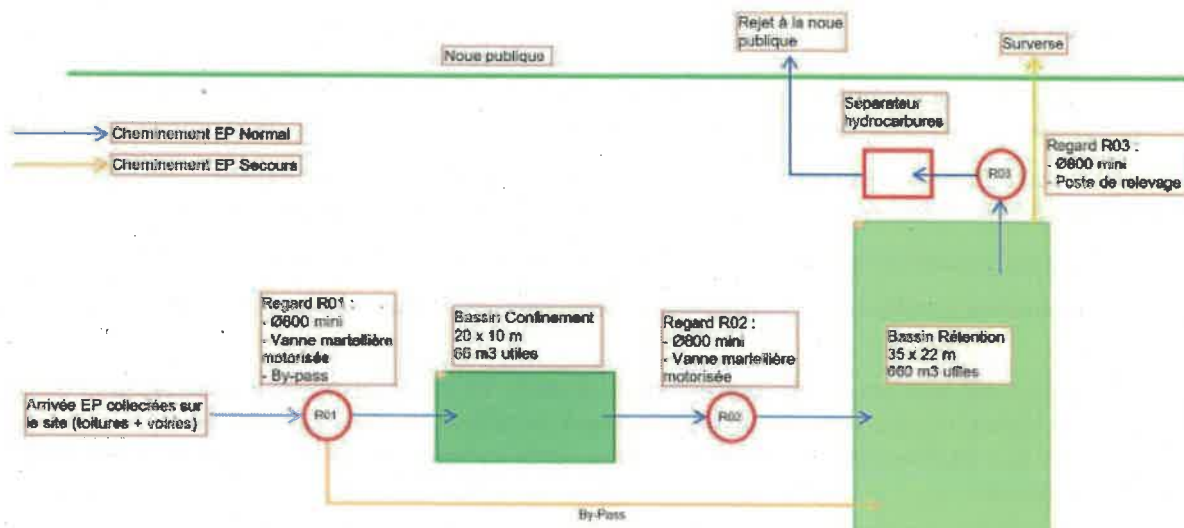 Rejet à la noue
publique
Surverse
Noue publique
Séparateur
hydrocarbures
Cheminement EP Normal
Cheminement EP Secours
Regard R03 :
- Ø800 mini
- Poste de relevage
R03
Regard R01 :
- Ø800 mini
- Vanne martellière
motorisée
- By-pass
Bassin Confinement
20 x 10 m
66 m3 utiles
Regard R02 :
- Ø800 mini
- Vanne martellière
motorisée
Bassin Rétention
35 x 22 m
660 m3 utiles
Arrivée EP collectées sur
le site (toitures + voiries)
R01
R02
By-Pass